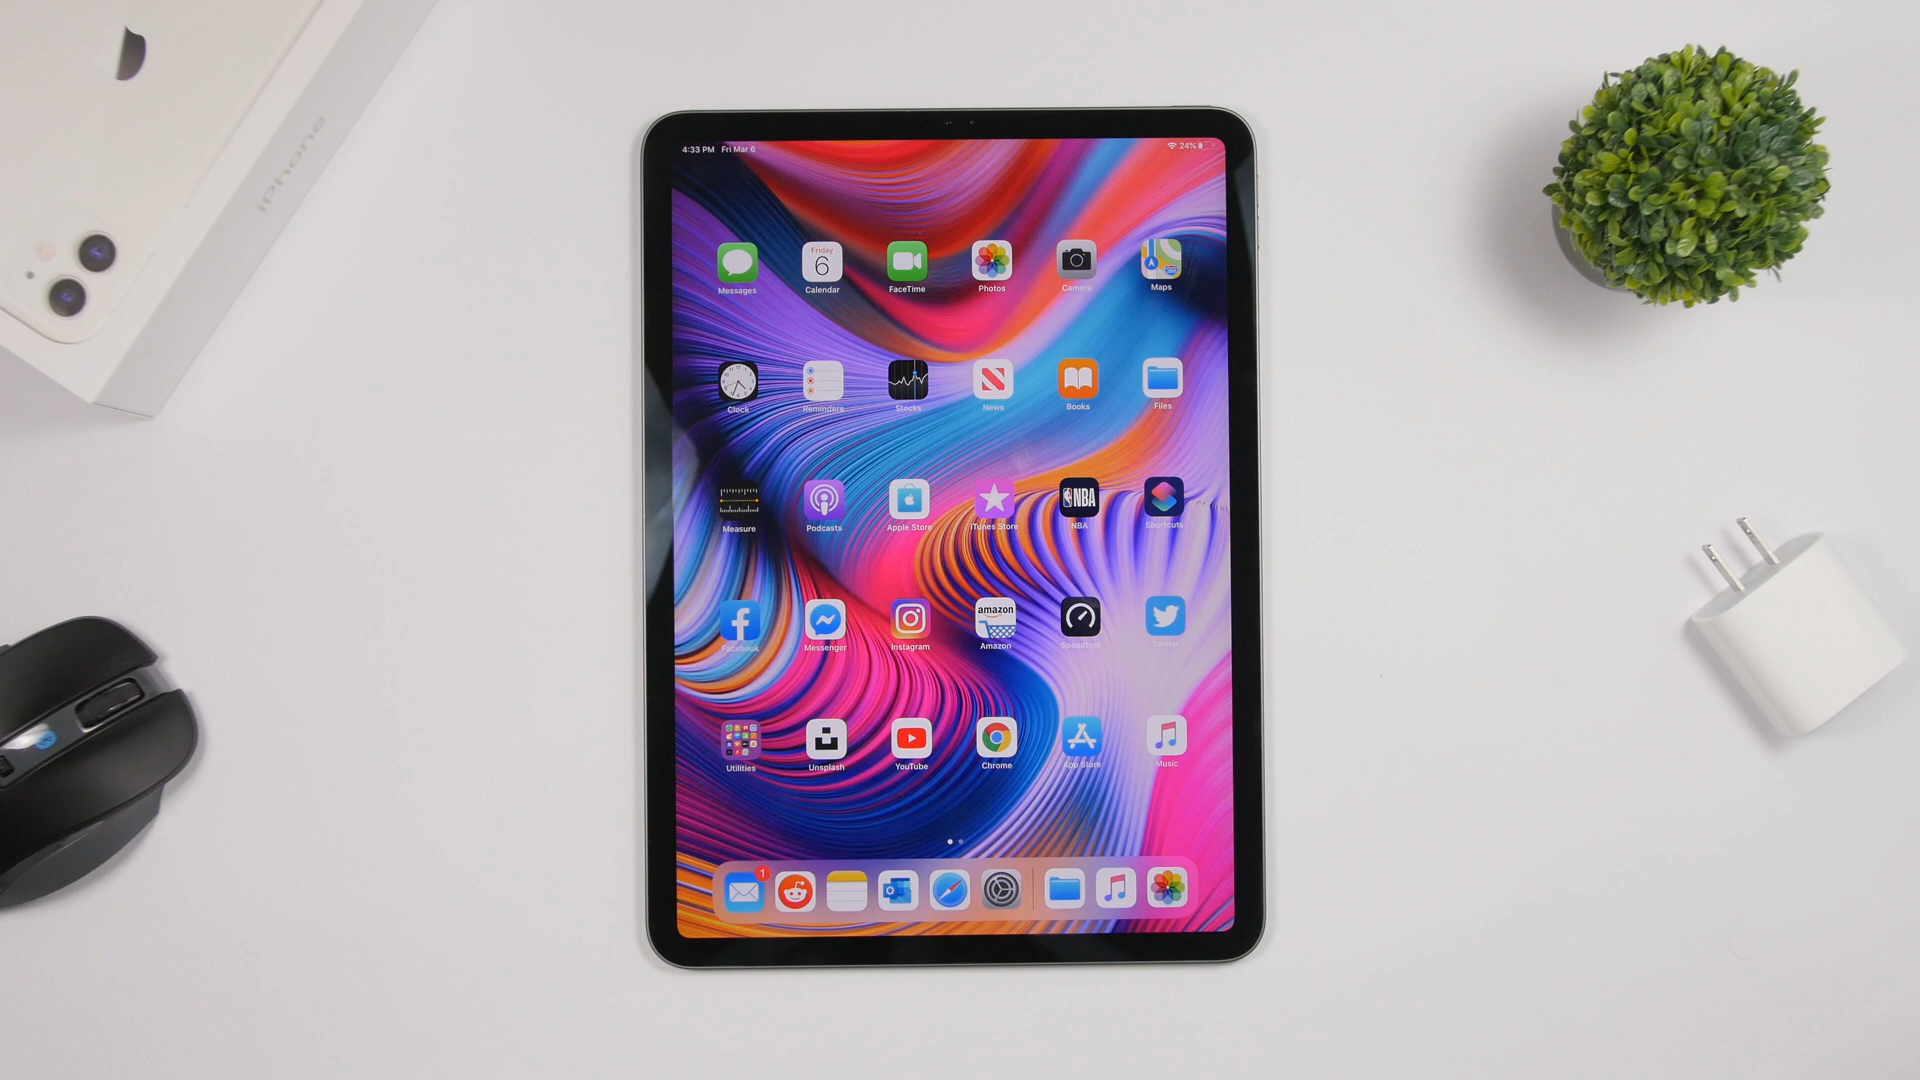 iPhone
4:33 PM Fri Mar 6
24%
Friday
6
Messages Calendar FaceTime Photos Camera Maps
Clock Reminders Stocks News Books Files
NBA
Measure Podcasts Apple Store iTunes Store NBA Shortcuts
amazon
Facebook Messenger Instagram Amazon Speedtest Twitter
Utilities Unsplash YouTube Chrome App Store Music
1